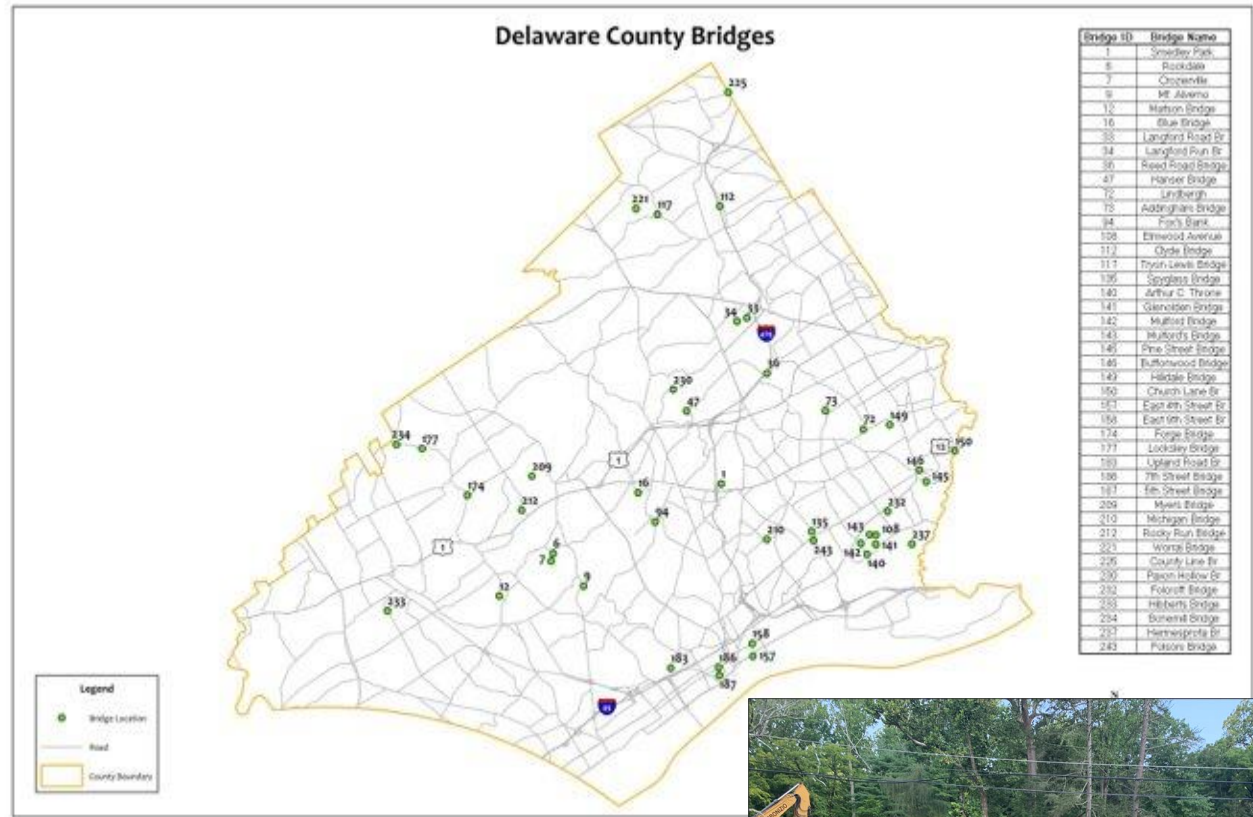 Delaware County Bridges
Bridge ID Bridge Name
1 Smedley Park
6 Rockdale
7 Crozierville
9 Mt. Alverno
12 Mattson Bridge
16 Blue Bridge
33 Langford Road Br
34 Langford Run Br
36 Reed Road Bridge
47 Hanser Bridge
72 Lindbergh
73 Addingham Bridge
94 Fox's Bank
108 Elmwood Avenue
112 Clyde Bridge
117 Tryon Lewis Bridge
135 Spyglass Bridge
140 Arthur C. Throne
141 Glenolden Bridge
142 Mulford Bridge
143 Mulford's Bridge
145 Pine Street Bridge
146 Buttonwood Bridge
149 Hilldale Bridge
150 Church Lane Br
157 East 4th Street Br
158 East 9th Street Br
174 Forge Bridge
177 Locksley Bridge
183 Upland Road Br
186 7th Street Bridge
187 5th Street Bridge
209 Myers Bridge
210 Michigan Bridge
212 Rocky Run Bridge
221 Worral Bridge
225 County Line Br
230 Paxon Hollow Br
232 Folcroft Bridge
233 Hibberts Bridge
234 Bridge
237 Hermesprota Br
243 Folsom Bridge
225
221
117
112
34
33
476
36
230
47
73
72
149
13
150
234
177
1
146
145
209
174
16
1
212
94
232
210
135
243
143
108
142
141
140
237
1
6
7
9
12
233
158
157
183
186
187
95
Legend
Bridge Location
Road
County Boundary
N